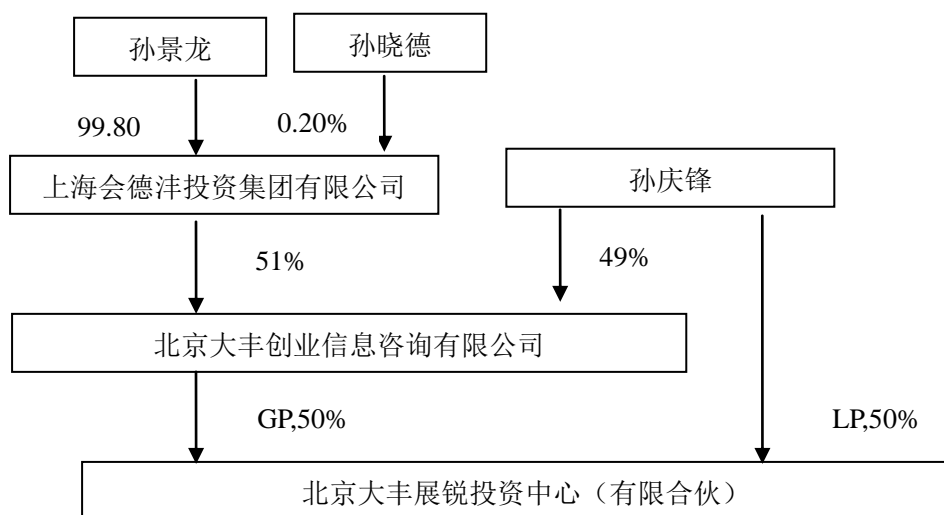 孙景龙
孙晓德
99.80
0.20%
上海会德沣投资集团有限公司
孙庆锋
51%
49%
北京大丰创业信息咨询有限公司
GP,50%
LP,50%
北京大丰展锐投资中心（有限合伙）